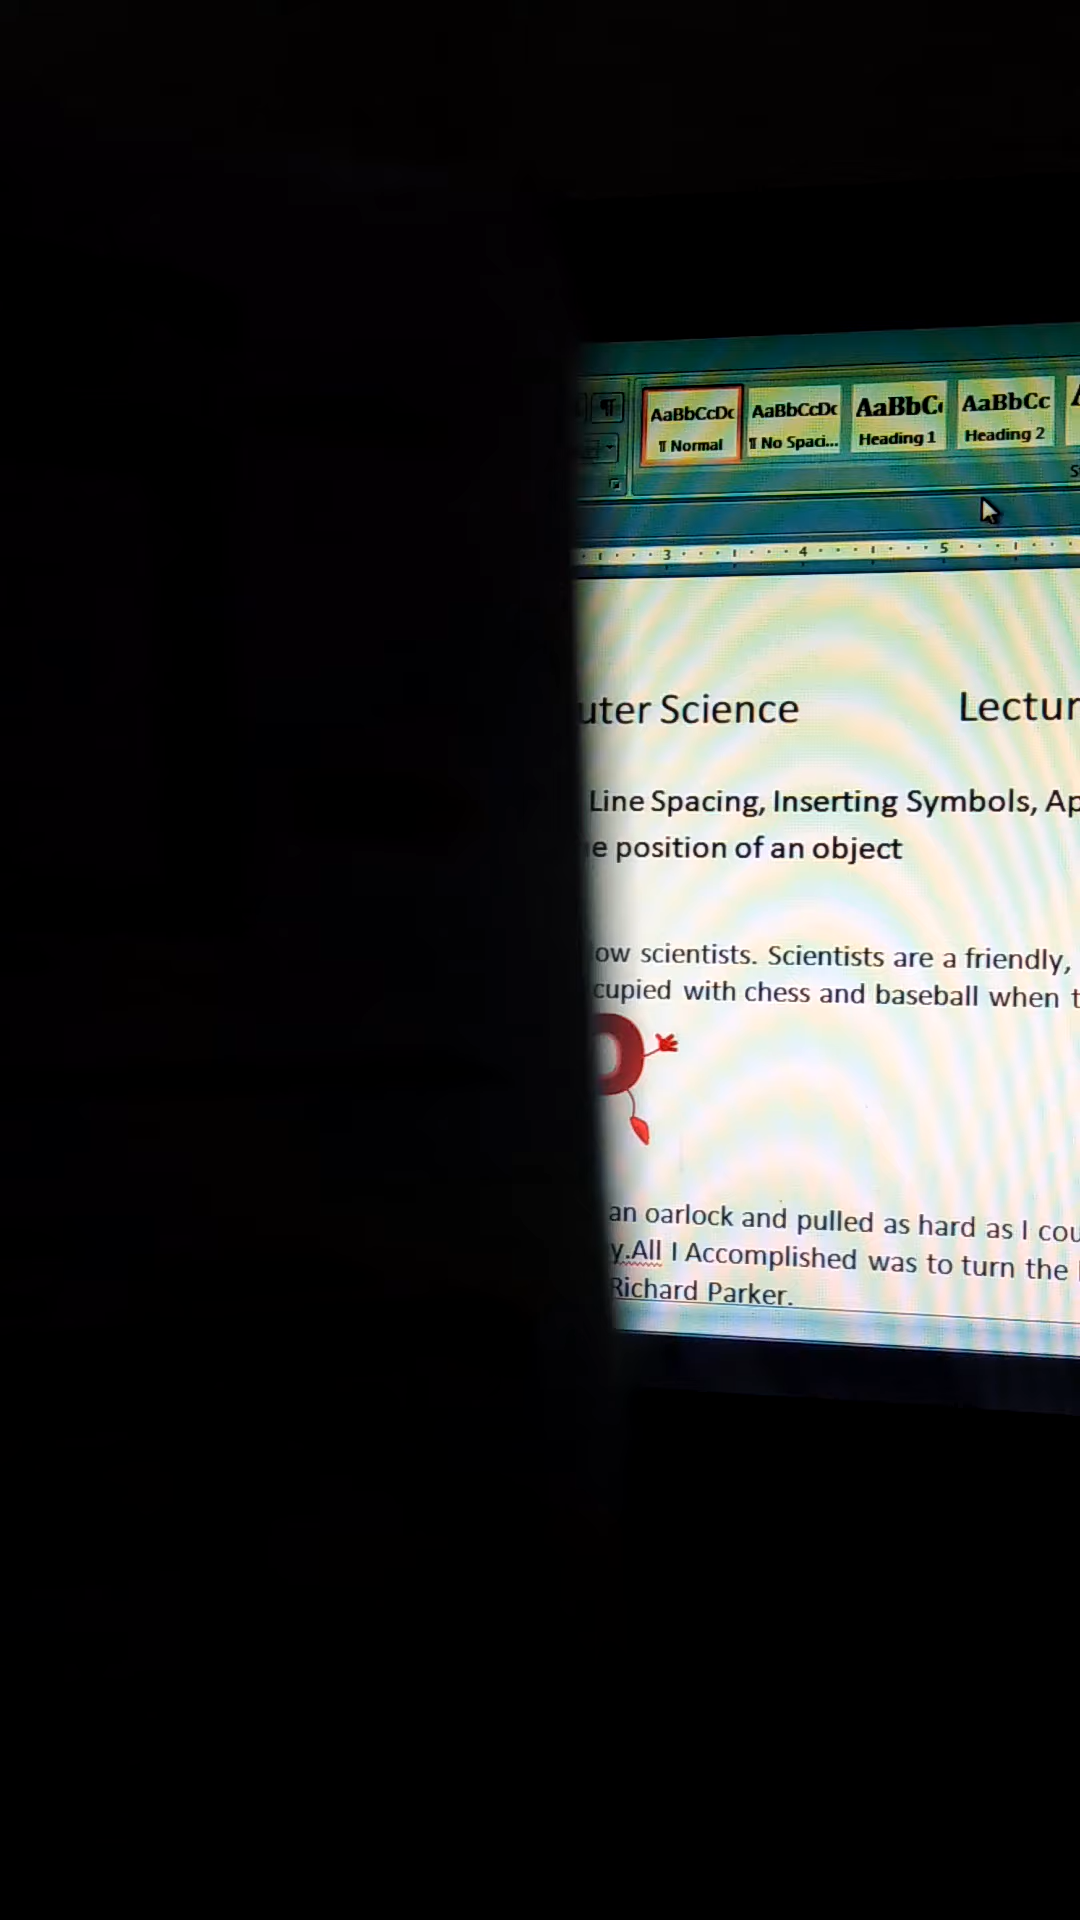 AaBbCcDc AaBbCcDc AaBbC AaBbCc
¶ Normal ¶ No Spaci... Heading 1 Heading 2
3 4 5
uter Science Lectur
Line Spacing, Inserting Symbols, Ap
e position of an object
ow scientists. Scientists are a friendly,
cupied with chess and baseball when t
an oarlock and pulled as hard as I cou
y.All I Accomplished was to turn the
Richard Parker.